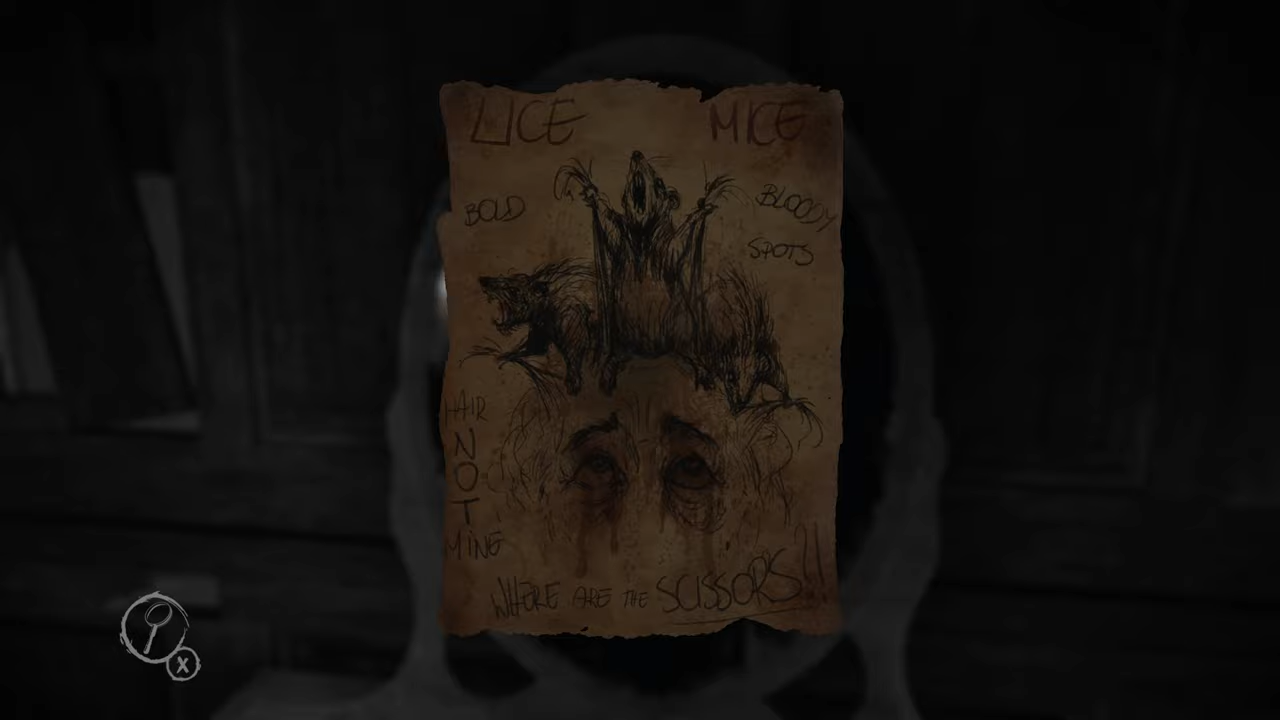 LICE MICE
BOLD
BLOODY
SPOTS
HAIR
NOT
MINE
WHERE ARE THE SCISSORS?!!
X